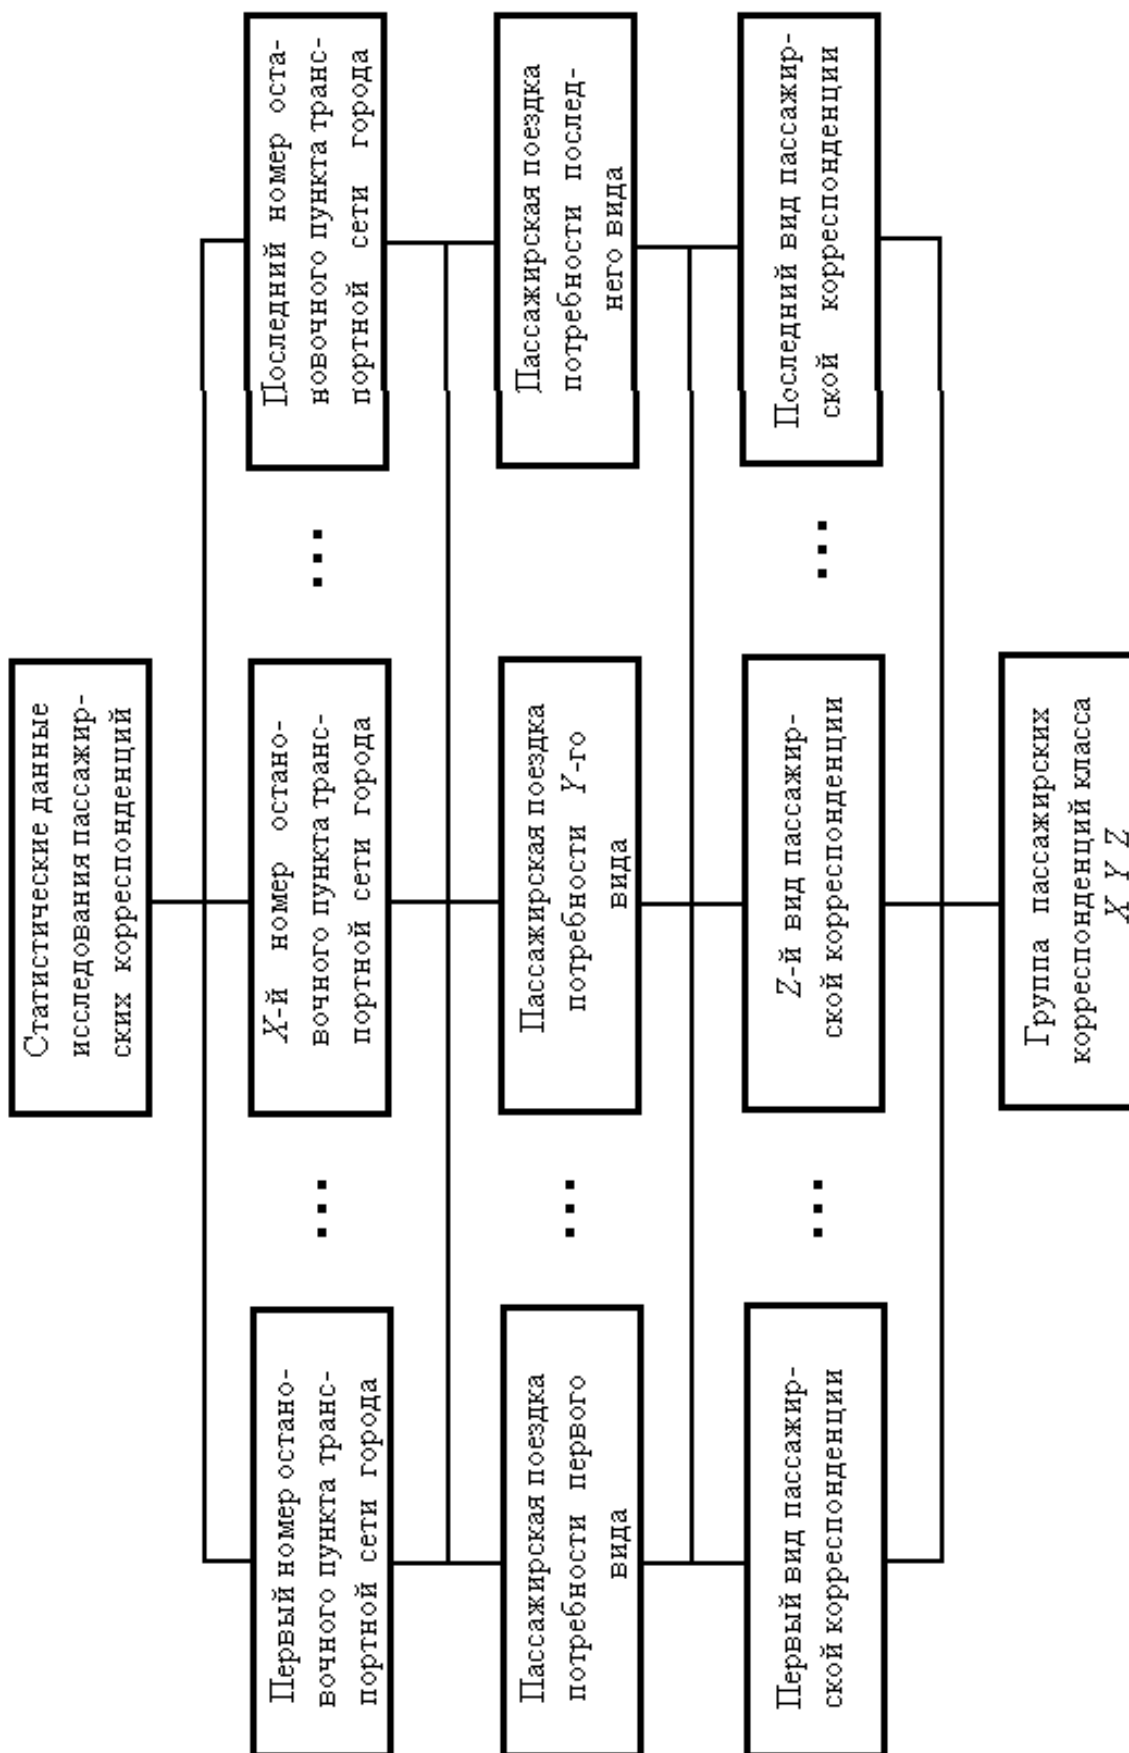 Статистические данные
исследования пассажир-
ских корреспонденций
Первый номер остано-
вочного пункта транс-
портной сети города
...
X-й номер остано-
вочного пункта транс-
портной сети города
...
Последний номер оста-
новочного пункта транс-
портной сети города
Пассажирская поездка
потребности первого
вида
...
Пассажирская поездка
потребности Y-го
вида
Пассажирская поездка
потребности послед-
него вида
Первый вид пассажир-
ской корреспонденции
...
Z-й вид пассажир-
ской корреспонденции
...
Последний вид пассажир-
ской корреспонденции
Группа пассажирских
корреспонденций класса
X Y Z